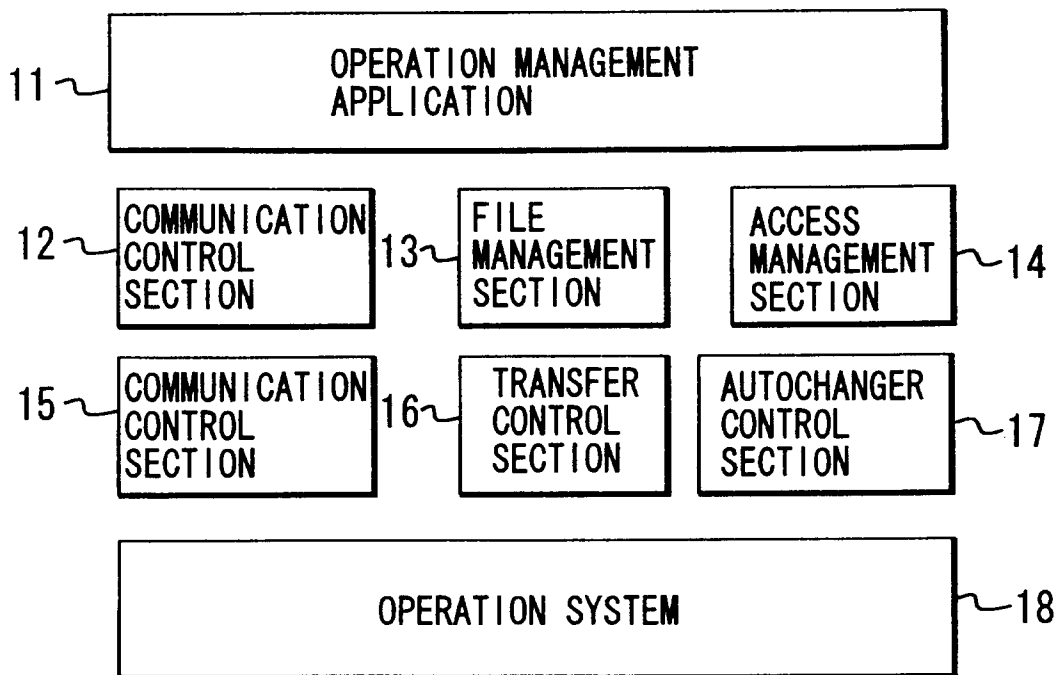 11
OPERATION MANAGEMENT
APPLICATION
12
COMMUNICATION
CONTROL
SECTION
13
FILE
MANAGEMENT
SECTION
ACCESS
MANAGEMENT
SECTION
14
15
COMMUNICATION
CONTROL
SECTION
16
TRANSFER
CONTROL
SECTION
AUTOCHANGER
CONTROL
SECTION
17
OPERATION SYSTEM
18